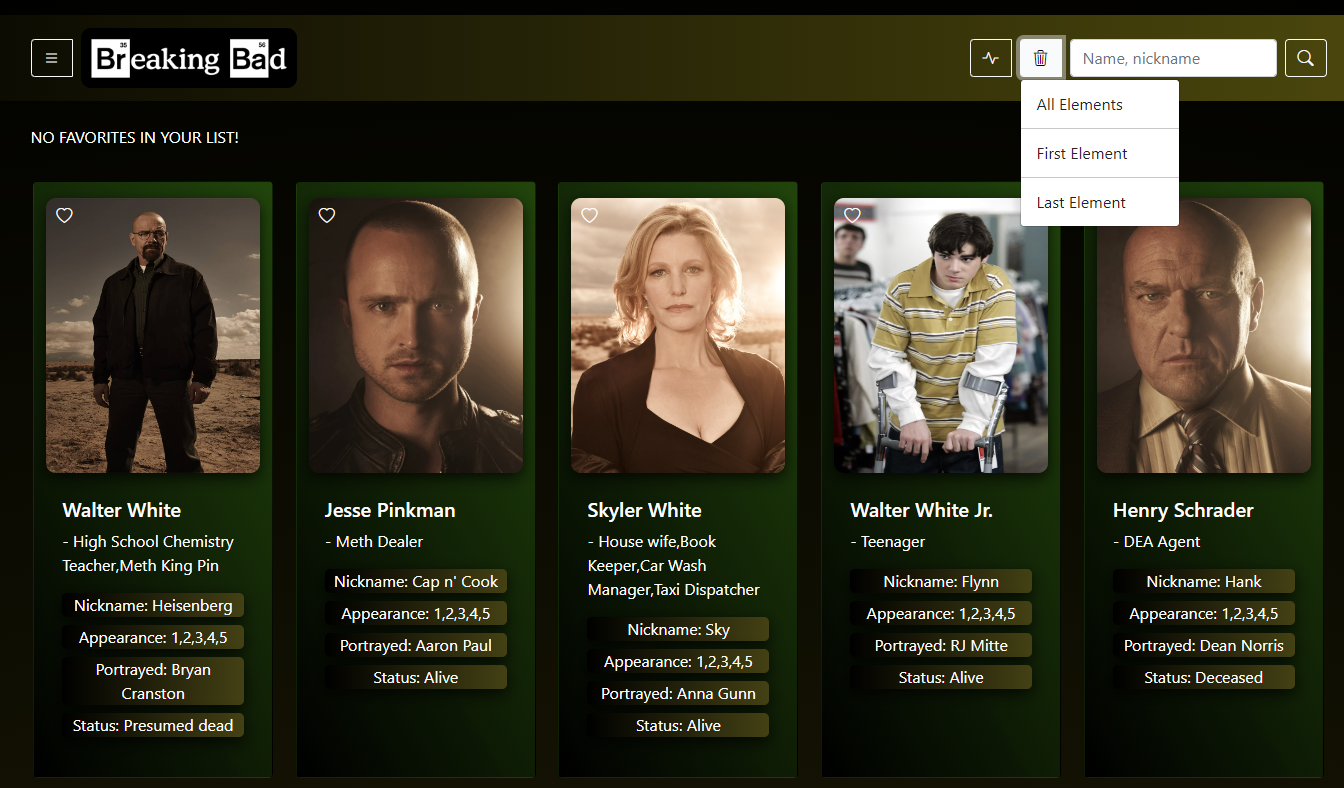 35 56
Breaking Bad
Name, nickname
All Elements
First Element
Last Element
NO FAVORITES IN YOUR LIST!
Walter White
- High School Chemistry
Teacher,Meth King Pin
Nickname: Heisenberg
Appearance: 1,2,3,4,5
Portrayed: Bryan
Cranston
Status: Presumed dead
Jesse Pinkman
- Meth Dealer
Nickname: Cap n' Cook
Appearance: 1,2,3,4,5
Portrayed: Aaron Paul
Status: Alive
Skyler White
- House wife,Book
Keeper,Car Wash
Manager,Taxi Dispatcher
Nickname: Sky
Appearance: 1,2,3,4,5
Portrayed: Anna Gunn
Status: Alive
Walter White Jr.
- Teenager
Nickname: Flynn
Appearance: 1,2,3,4,5
Portrayed: RJ Mitte
Status: Alive
Henry Schrader
- DEA Agent
Nickname: Hank
Appearance: 1,2,3,4,5
Portrayed: Dean Norris
Status: Deceased